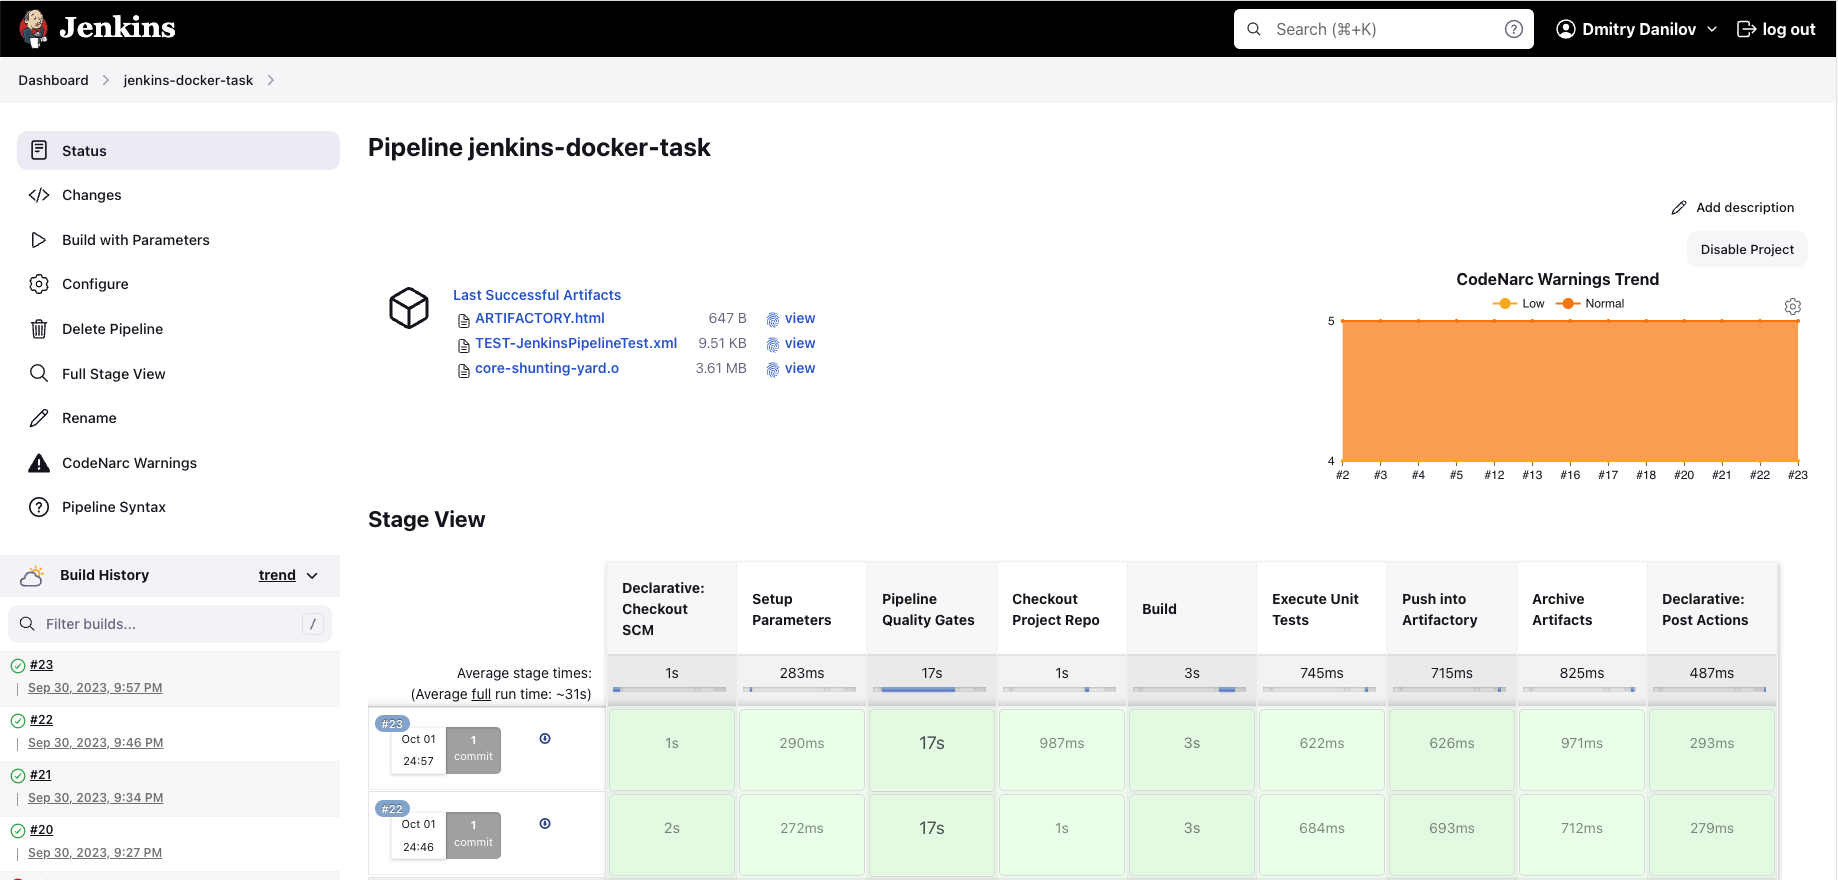 Jenkins
Search (⌘+K)
Dmitry Danilov
log out
Dashboard
jenkins-docker-task
Status
Changes
Build with Parameters
Configure
Delete Pipeline
Full Stage View
Rename
CodeNarc Warnings
Pipeline Syntax
Build History
trend
Filter builds...
/
#23
Sep 30, 2023, 9:57 PM
#22
Sep 30, 2023, 9:46 PM
#21
Sep 30, 2023, 9:34 PM
#20
Sep 30, 2023, 9:27 PM
Pipeline jenkins-docker-task
Add description
Disable Project
Last Successful Artifacts
ARTIFACTORY.html 647 B view
TEST-JenkinsPipelineTest.xml 9.51 KB view
core-shunting-yard.o 3.61 MB view
CodeNarc Warnings Trend
Low Normal
5
4
#2 #3 #4 #5 #12 #13 #16 #17 #18 #20 #21 #22 #23
Stage View
Declarative:
Checkout
SCM
Setup
Parameters
Pipeline
Quality Gates
Checkout
Project Repo
Build
Execute Unit
Tests
Push into
Artifactory
Archive
Artifacts
Declarative:
Post Actions
Average stage times:
(Average full run time: ~31s)
1s 283ms 17s 1s 3s 745ms 715ms 825ms 487ms
#23
Oct 01
24:57
1
commit
1s 290ms 17s 987ms 3s 622ms 626ms 971ms 293ms
#22
Oct 01
24:46
1
commit
2s 272ms 17s 1s 3s 684ms 693ms 712ms 279ms